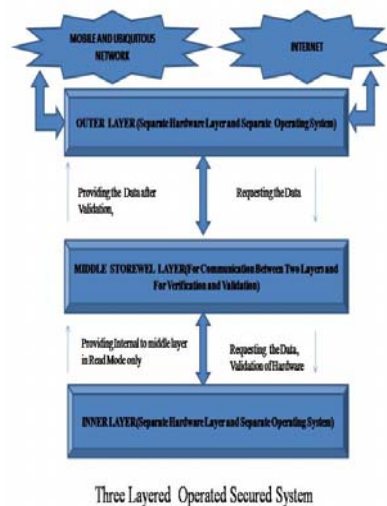 MOBILE AND UBIQUITOUS
NETWORK
INTERNET
OUTER LAYER (Separate Hardware Layer and Separate Operating System)
Providing the Data after
Validation,
Requesting the Data
MIDDLE STOREWEL LAYER(For Communication Between Two Layers and
For Verification and Validation)
Providing Internal to middle layer
in Read Mode only
Requesting the Data,
Validation of Hardware
INNER LAYER(Separate Hardware Layer and Separate Operating System)
Three Layered Operated Secured System